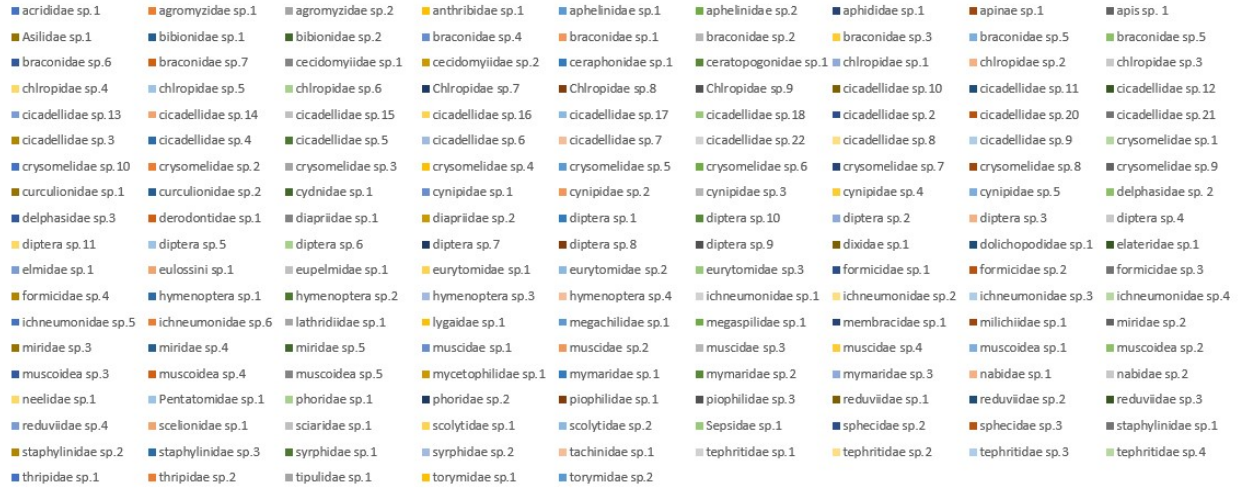 acrididae sp.1 agromyzidae sp.1 agromyzidae sp.2 anthribidae sp.1 aphelinidae sp.1 aphelinidae sp.2 aphididae sp.1 apinae sp.1 apis sp. 1
Asilidae sp.1 bibionidae sp.1 bibionidae sp.2 braconidae sp.4 braconidae sp.1 braconidae sp.2 braconidae sp.3 braconidae sp.5 braconidae sp.5
braconidae sp.6 braconidae sp.7 cecidomyiidae sp.1 cecidomyiidae sp.2 ceraphonidae sp.1 ceratopogonidae sp.1 chlropidae sp.1 chlropidae sp.2 chlropidae sp.3
chlropidae sp.4 chlropidae sp.5 chlropidae sp.6 Chlropidae sp.7 Chlropidae sp.8 Chlropidae sp.9 cicadellidae sp.10 cicadellidae sp.11 cicadellidae sp.12
cicadellidae sp.13 cicadellidae sp.14 cicadellidae sp.15 cicadellidae sp.16 cicadellidae sp.17 cicadellidae sp.18 cicadellidae sp.2 cicadellidae sp.20 cicadellidae sp.21
cicadellidae sp.3 cicadellidae sp.4 cicadellidae sp.5 cicadellidae sp.6 cicadellidae sp.7 cicadellidae sp.22 cicadellidae sp.8 cicadellidae sp.9 crysomelidae sp.1
crysomelidae sp.10 crysomelidae sp.2 crysomelidae sp.3 crysomelidae sp.4 crysomelidae sp.5 crysomelidae sp.6 crysomelidae sp.7 crysomelidae sp.8 crysomelidae sp.9
curculionidae sp.1 curculionidae sp.2 cydnidae sp.1 cynipidae sp.1 cynipidae sp.2 cynipidae sp.3 cynipidae sp.4 cynipidae sp.5 delphasidae sp. 2
delphasidae sp.3 derodontidae sp.1 diapriidae sp.1 diapriidae sp.2 diptera sp.1 diptera sp.10 diptera sp.2 diptera sp.3 diptera sp.4
diptera sp.11 diptera sp.5 diptera sp.6 diptera sp.7 diptera sp.8 diptera sp.9 dixidae sp.1 dolichopodidae sp.1 elateridae sp.1
elmidae sp.1 eulossini sp.1 eupelmidae sp.1 eurytomidae sp.1 eurytomidae sp.2 eurytomidae sp.3 formicidae sp.1 formicidae sp.2 formicidae sp.3
formicidae sp.4 hymenoptera sp.1 hymenoptera sp.2 hymenoptera sp.3 hymenoptera sp.4 ichneumonidae sp.1 ichneumonidae sp.2 ichneumonidae sp.3 ichneumonidae sp.4
ichneumonidae sp.5 ichneumonidae sp.6 lathridiidae sp.1 lygaidae sp.1 megachilidae sp.1 megaspilidae sp.1 membracidae sp.1 milichiidae sp.1 miridae sp.2
miridae sp.3 miridae sp.4 miridae sp.5 muscidae sp.1 muscidae sp.2 muscidae sp.3 muscidae sp.4 muscoidea sp.1 muscoidea sp.2
muscoidea sp.3 muscoidea sp.4 muscoidea sp.5 mycetophilidae sp.1 mymaridae sp.1 mymaridae sp.2 mymaridae sp.3 nabidae sp.1 nabidae sp.2
neelidae sp.1 Pentatomidae sp.1 phoridae sp.1 phoridae sp.2 piophilidae sp.1 piophilidae sp.3 reduviidae sp.1 reduviidae sp.2 reduviidae sp.3
reduviidae sp.4 scelionidae sp.1 sciaridae sp.1 scolytidae sp.1 scolytidae sp.2 Sepsidae sp.1 sphecidae sp.2 sphecidae sp.3 staphylinidae sp.1
staphylinidae sp.2 staphylinidae sp.3 syrphidae sp.1 syrphidae sp.2 tachinidae sp.1 tephritidae sp.1 tephritidae sp.2 tephritidae sp.3 tephritidae sp.4
thripidae sp.1 thripidae sp.2 tipulidae sp.1 torymidae sp.1 torymidae sp.2